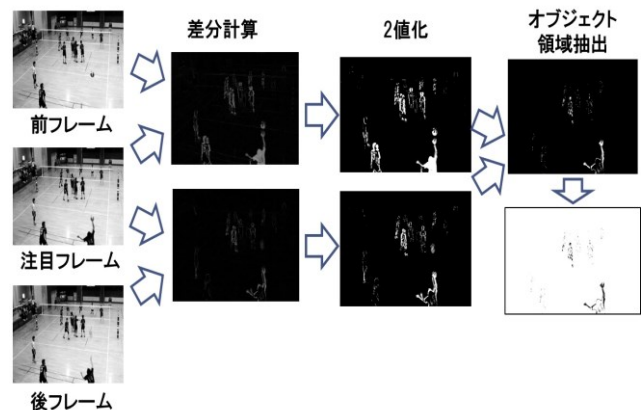 差分計算
2値化
オブジェクト
領域抽出
前フレーム
注目フレーム
後フレーム